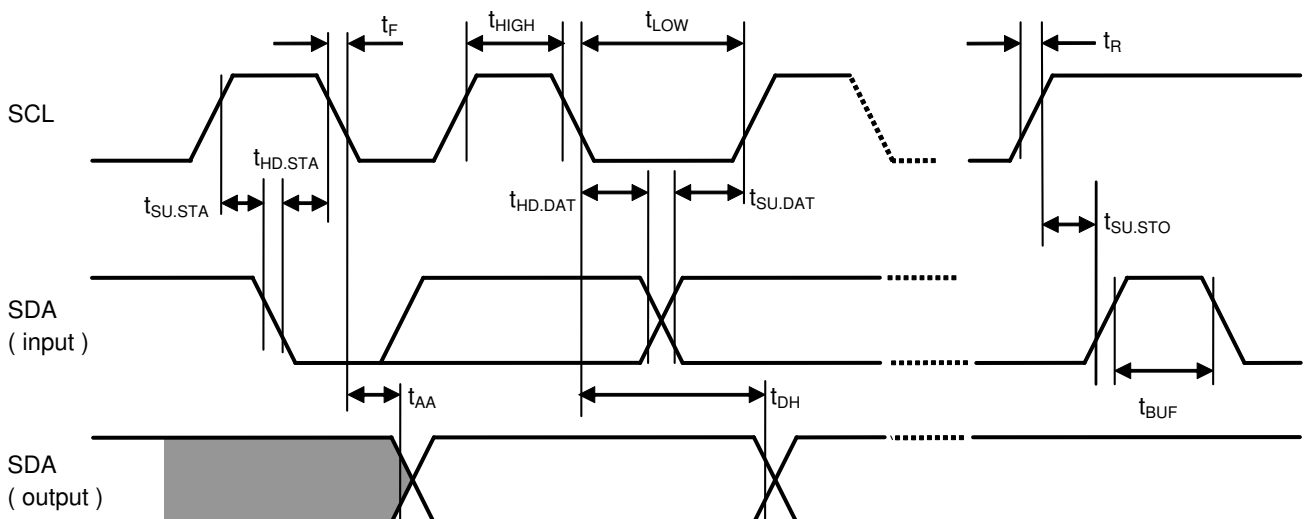 tF
tHIGH
tLOW
tR
SCL
tHD.STA
tSU.STA
tHD.DAT
tSU.DAT
tSU.STO
SDA
( input )
tAA
tDH
tBUF
SDA
( output )